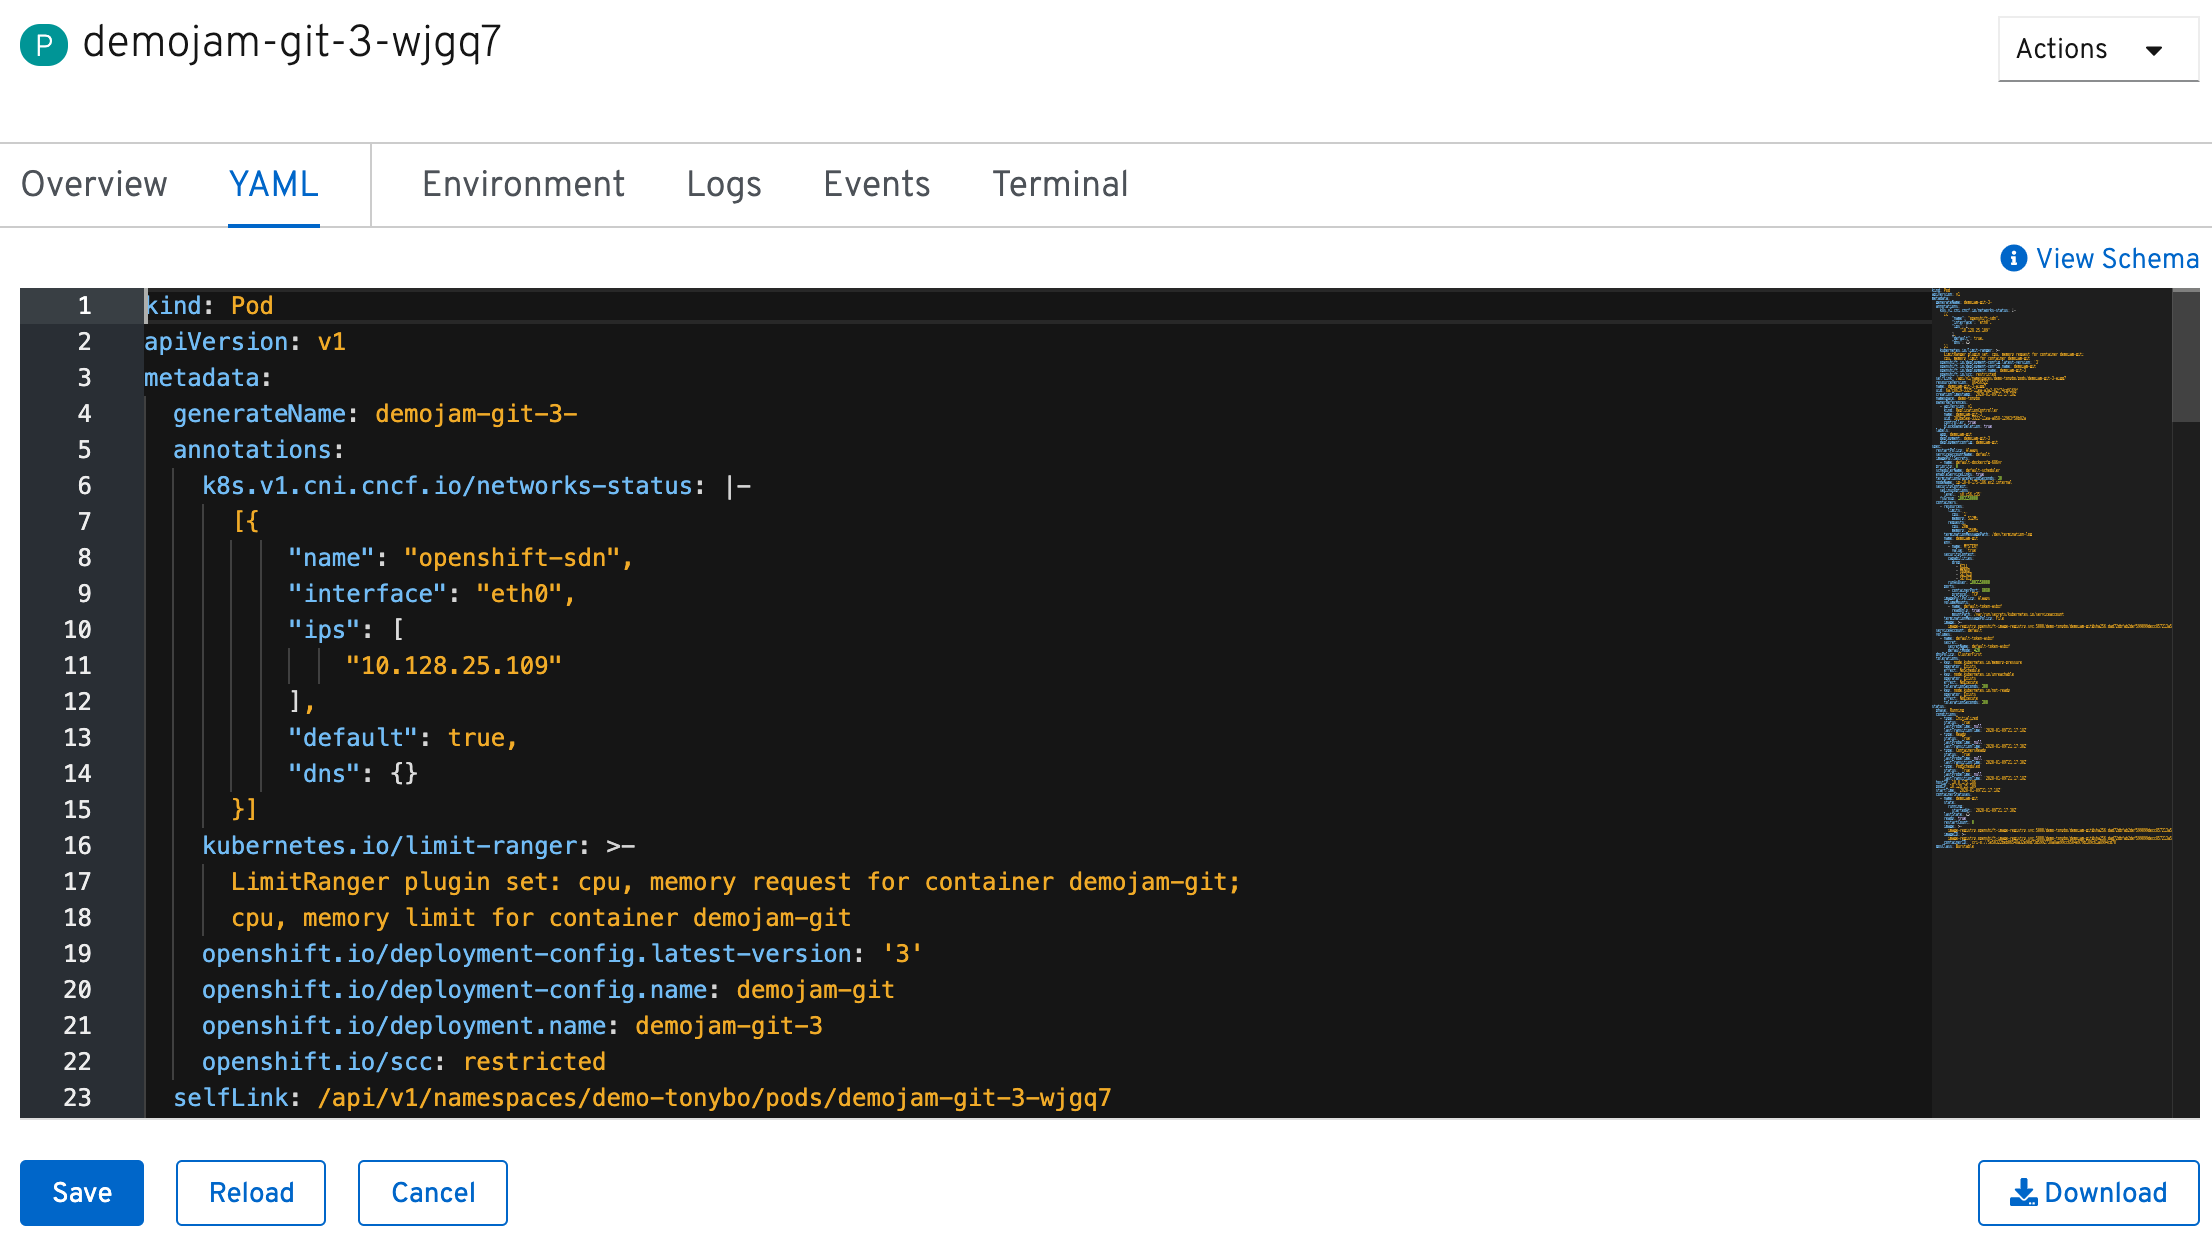 P demojam-git-3-wjgq7
Actions
Overview YAML Environment Logs Events Terminal
View Schema
1 kind: Pod
2 apiVersion: v1
3 metadata:
4 generateName: demojam-git-3-
5 annotations:
6 k8s.v1.cni.cncf.io/networks-status: |-
7 [{
8 "name": "openshift-sdn",
9 "interface": "eth0",
10 "ips": [
11 "10.128.25.109"
12 ],
13 "default": true,
14 "dns": {}
15 }]
16 kubernetes.io/limit-ranger: >-
17 LimitRanger plugin set: cpu, memory request for container demojam-git;
18 cpu, memory limit for container demojam-git
19 openshift.io/deployment-config.latest-version: '3'
20 openshift.io/deployment-config.name: demojam-git
21 openshift.io/deployment.name: demojam-git-3
22 openshift.io/scc: restricted
23 selfLink: /api/v1/namespaces/demo-tonybo/pods/demojam-git-3-wjgq7
Save Reload Cancel Download